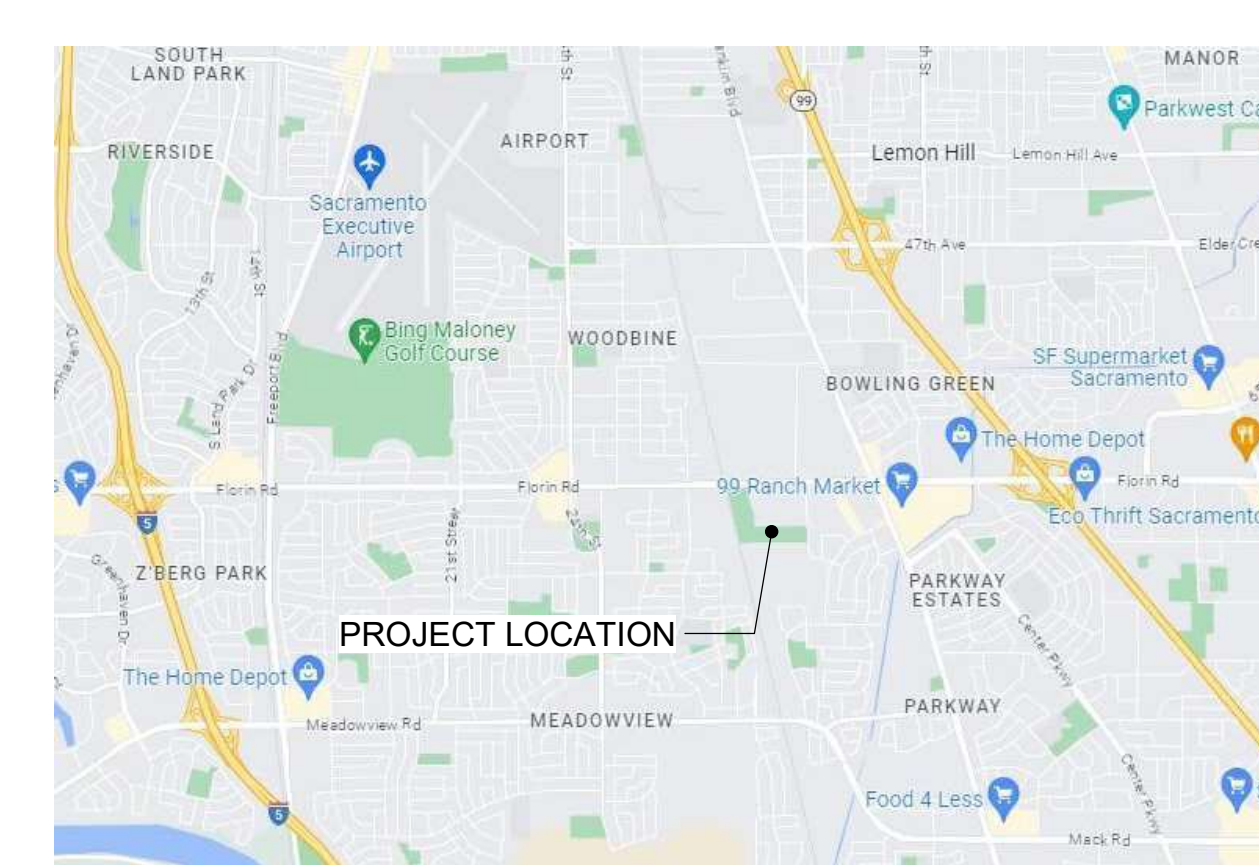 SOUTH
LAND PARK
MANOR
99
Parkwest Ca
RIVERSIDE
AIRPORT
Lemon Hill
Lemon Hill Ave
Sacramento
Executive
Airport
47th Ave
Elder Cre
14th St
13th St
Bing Maloney
Golf Course
WOODBINE
Freeport Blvd
S Land Park Dr
SF Supermarket
Sacramento
BOWLING GREEN
The Home Depot
Florin Rd
Florin Rd
99 Ranch Market
Florin Rd
Eco Thrift Sacramento
5
24th St
21st Street
Z'BERG PARK
Greenhaven Dr
PARKWAY
ESTATES
PROJECT LOCATION
Center Pkwy
The Home Depot
Meadowview Rd
MEADOWVIEW
PARKWAY
Center Pkwy
5
Food 4 Less
Mack Rd